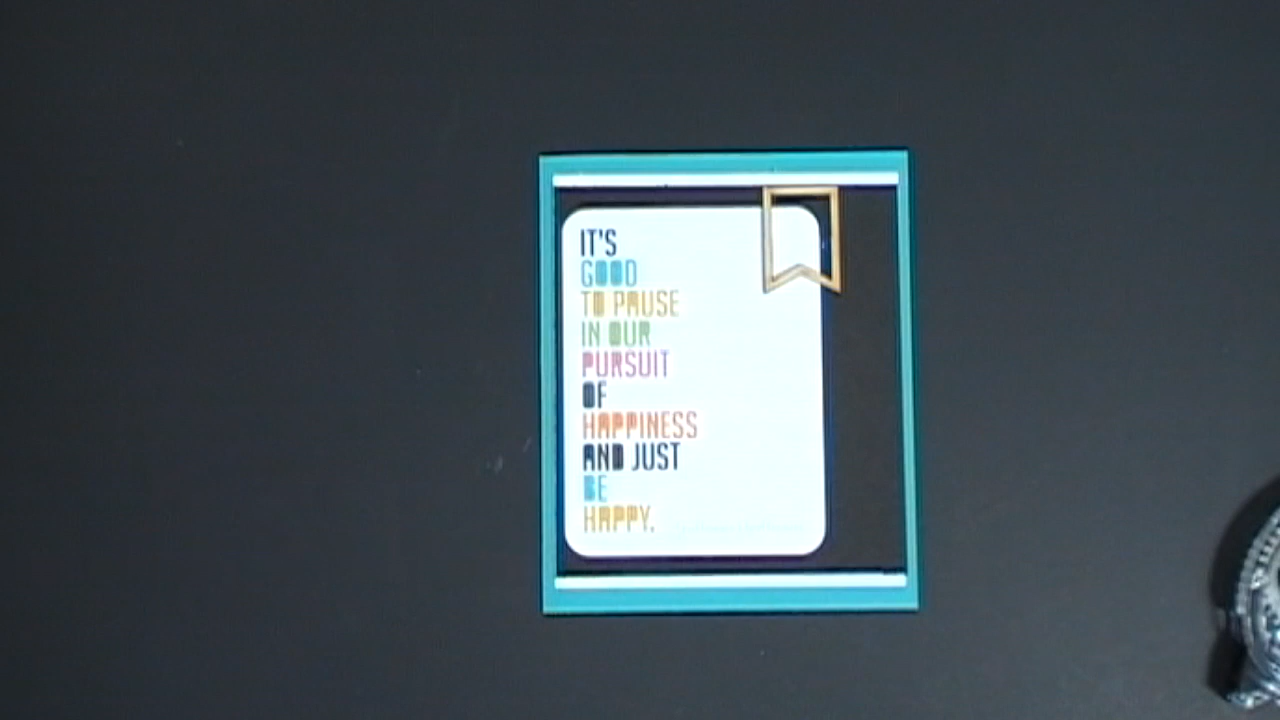 IT'S
GOOD
TO PAUSE
IN OUR
PURSUIT
OF
HAPPINESS
AND JUST
BE
HAPPY.